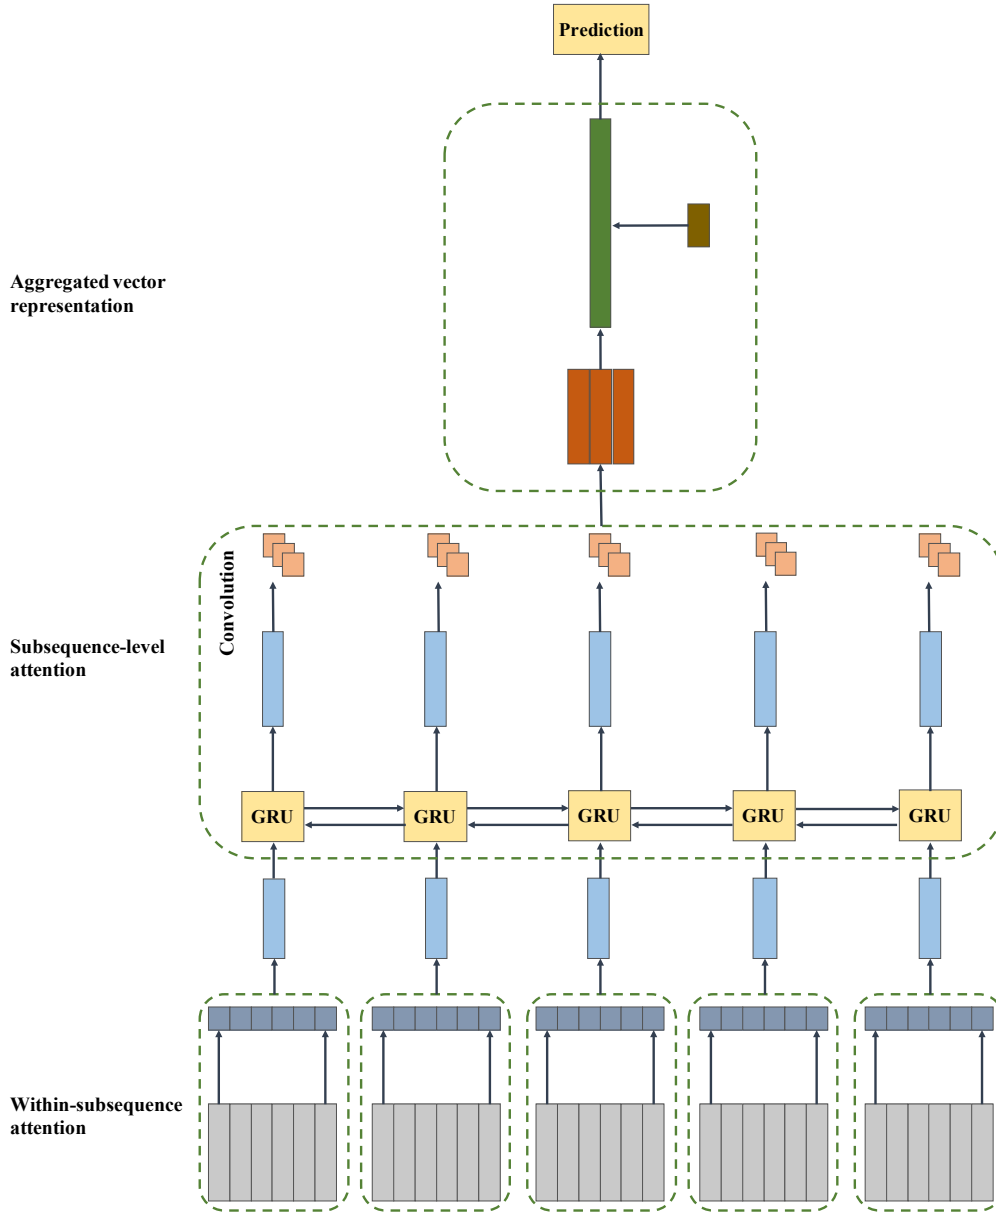 Prediction
Aggregated vector
representation
Convolution
Subsequence-level
attention
GRU GRU GRU GRU GRU
Within-subsequence
attention